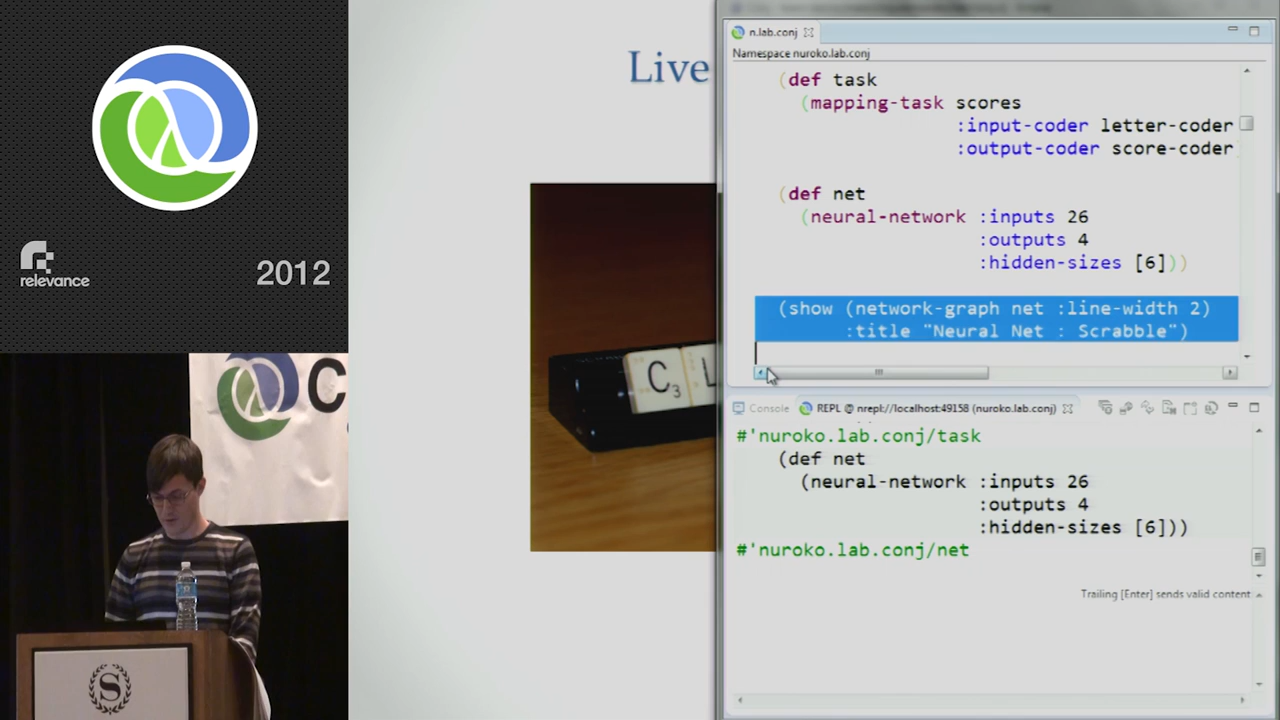 relevance
2012
C
S
Live
C3
L
n.lab.conj
Namespace nuroko.lab.conj
(def task
(mapping-task scores
:input-coder letter-coder
:output-coder score-coder
(def net
(neural-network :inputs 26
:outputs 4
:hidden-sizes [6]))
(show (network-graph net :line-width 2)
:title "Neural Net : Scrabble")
Console
REPL @ nrepl://localhost:49158 (nuroko.lab.conj)
#'nuroko.lab.conj/task
(def net
(neural-network :inputs 26
:outputs 4
:hidden-sizes [6]))
#'nuroko.lab.conj/net
Trailing [Enter] sends valid content